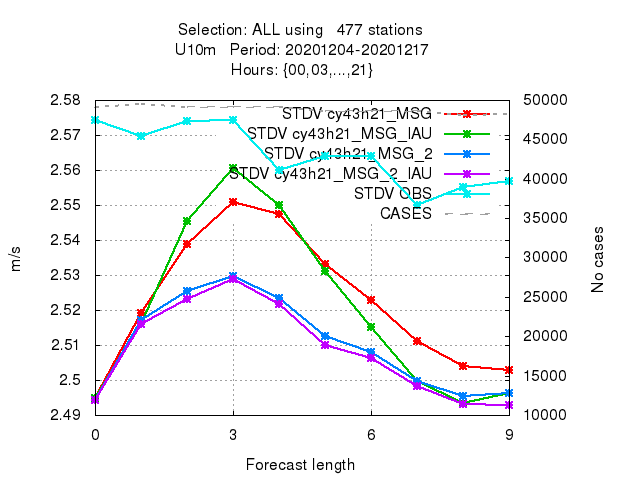 Selection: ALL using   477 stations
U10m   Period: 20201204-20201217
Hours: {00,03,...,21}
2.58
2.57
2.56
2.55
2.54
2.53
2.52
2.51
2.5
2.49
m/s
STDV cy43h21_MSG
STDV cy43h21_MSG_IAU
STDV cy43h21_MSG_2
STDV cy43h21_MSG_2_IAU
STDV OBS
CASES
50000
45000
40000
35000
30000
25000
20000
15000
10000
No cases
0 3 6 9
Forecast length